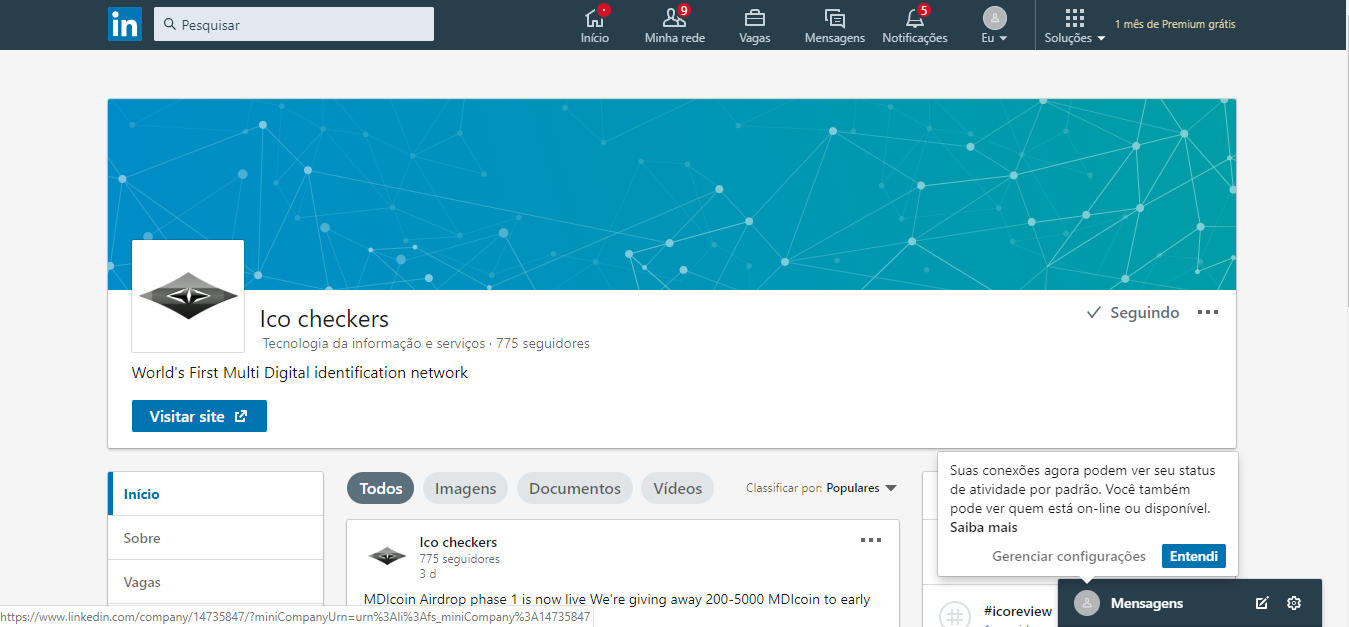 in
Pesquisar
9
5
Início
Minha rede
Vagas
Mensagens
Notificações
Eu
Soluções
1 mês de Premium grátis
Ico checkers
Tecnologia da informação e serviços · 775 seguidores
World's First Multi Digital identification network
Seguindo
Visitar site
Início
Sobre
Vagas
Todos
Imagens
Documentos
Vídeos
Classificar por: Populares
Ico checkers
775 seguidores
3 d
MDIcoin Airdrop phase 1 is now live We're giving away 200-5000 MDIcoin to early
Suas conexões agora podem ver seu status
de atividade por padrão. Você também
pode ver quem está on-line ou disponível.
Saiba mais
Gerenciar configurações
Entendi
#icoreview
Mensagens
https://www.linkedin.com/company/14735847/?miniCompanyUrn=urn%3Ali%3Afs_miniCompany%3A14735847